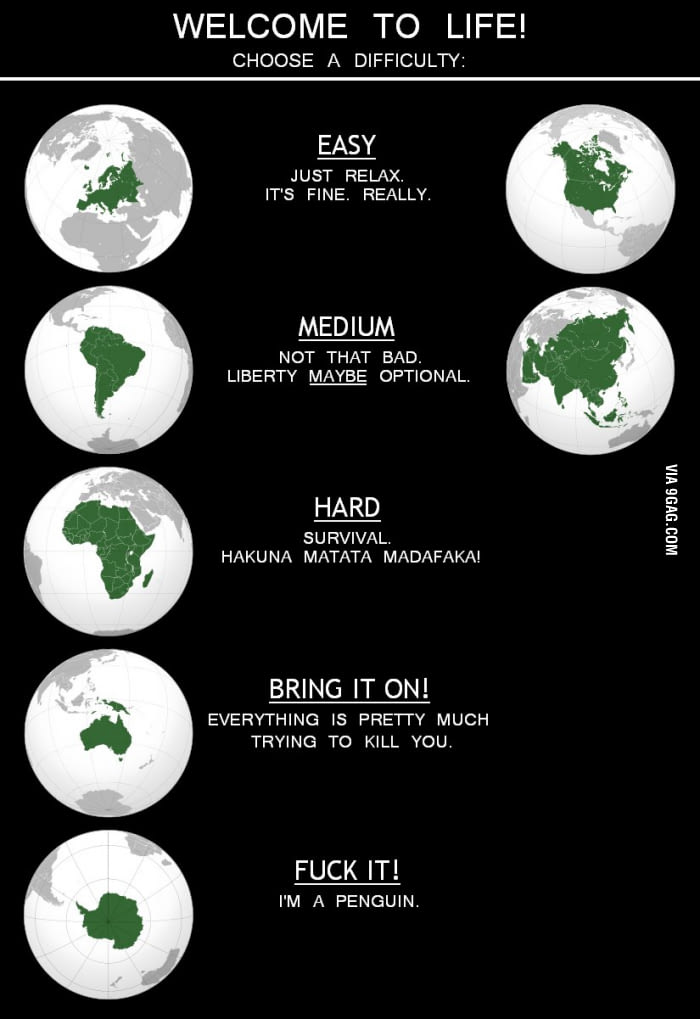 WELCOME TO LIFE!
CHOOSE A DIFFICULTY:
EASY
JUST RELAX.
IT'S FINE. REALLY.
MEDIUM
NOT THAT BAD.
LIBERTY MAYBE OPTIONAL.
HARD
SURVIVAL.
HAKUNA MATATA MADAFAKA!
BRING IT ON!
EVERYTHING IS PRETTY MUCH
TRYING TO KILL YOU.
FUCK IT!
I'M A PENGUIN.
VIA 9GAG.COM